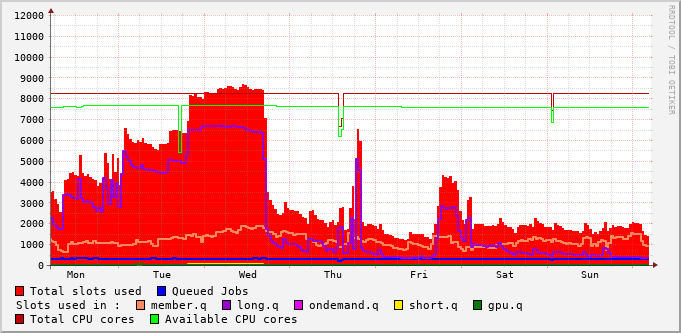 12000
11000
10000
9000
8000
7000
6000
5000
4000
3000
2000
1000
0
Mon Tue Wed Thu Fri Sat Sun
RRDTOOL / TOBI OETIKER
Total slots used Queued Jobs
Slots used in : member.q long.q ondemand.q short.q gpu.q
Total CPU cores Available CPU cores